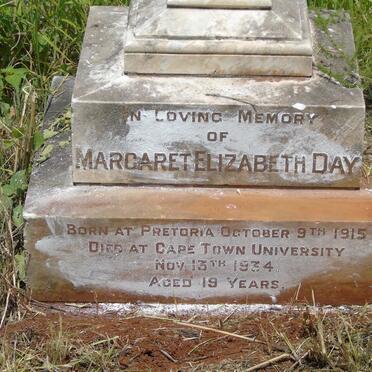 IN LOVING MEMORY
OF
MARGARET ELIZABETH DAY
BORN AT PRETORIA OCTOBER 9TH 1915
DIED AT CAPE TOWN UNIVERSITY
NOV 13TH 1934.
AGED 19 YEARS.